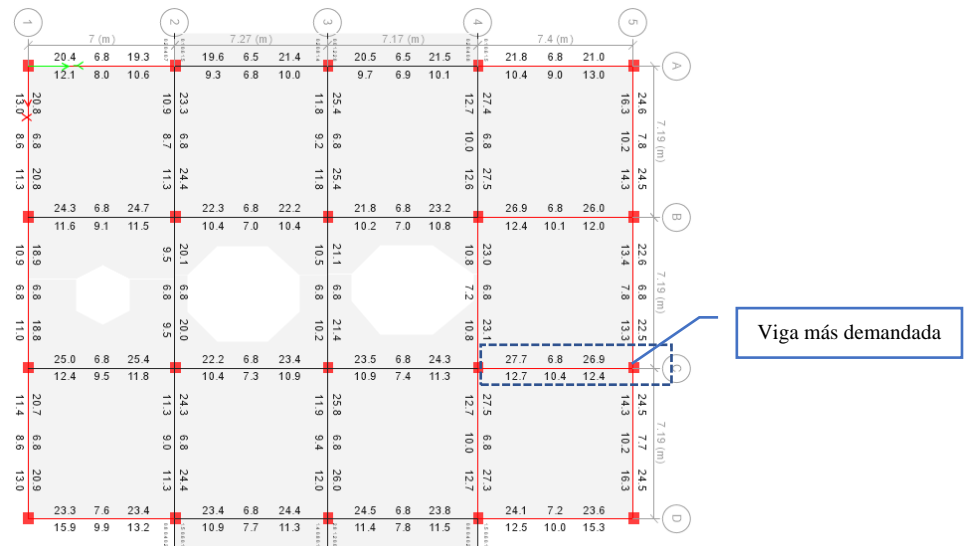 1 2 3 4 5
7 (m) 7.27 (m) 7.17 (m) 7.4 (m)
20.4 6.8 19.3 19.6 6.5 21.4 20.5 6.5 21.5 21.8 6.8 21.0
A
12.1 8.0 10.6 9.3 6.8 10.0 9.7 6.9 10.1 10.4 9.0 13.0
13.0 20.8 10.9 23.3 11.8 25.4 12.7 27.4 16.3 24.6
8.6 6.8 8.7 6.8 9.2 6.8 10.0 6.8 10.2 7.8
7.19 (m)
11.3 20.8 11.3 24.4 11.8 25.4 12.6 27.5 14.3 24.5
24.3 6.8 24.7 22.3 6.8 22.2 21.8 6.8 23.2 26.9 6.8 26.0
B
11.6 9.1 11.5 10.4 7.0 10.4 10.2 7.0 10.8 12.4 10.1 12.0
10.9 18.9 9.5 20.1 10.5 21.1 10.8 23.0 13.4 22.6
6.8 6.8 6.8 6.8 6.8 6.8 7.2 6.8 7.8 6.8
7.19 (m)
11.0 18.8 9.5 20.0 10.2 21.4 10.8 23.1 13.3 22.5
Viga más demandada
25.0 6.8 25.4 22.2 6.8 23.4 23.5 6.8 24.3 27.7 6.8 26.9
C
12.4 9.5 11.8 10.4 7.3 10.9 10.9 7.4 11.3 12.7 10.4 12.4
11.4 20.7 11.3 24.3 11.9 25.8 12.7 27.5 14.3 24.5
8.6 6.8 9.0 6.8 9.4 6.8 10.0 6.8 10.2 7.7
7.19 (m)
13.0 20.9 11.3 24.4 12.0 26.0 12.7 27.3 16.3 24.5
23.3 7.6 23.4 23.4 6.8 24.4 24.5 6.8 23.8 24.1 7.2 23.6
D
15.9 9.9 13.2 10.9 7.7 11.3 11.4 7.8 11.5 12.5 10.0 15.3